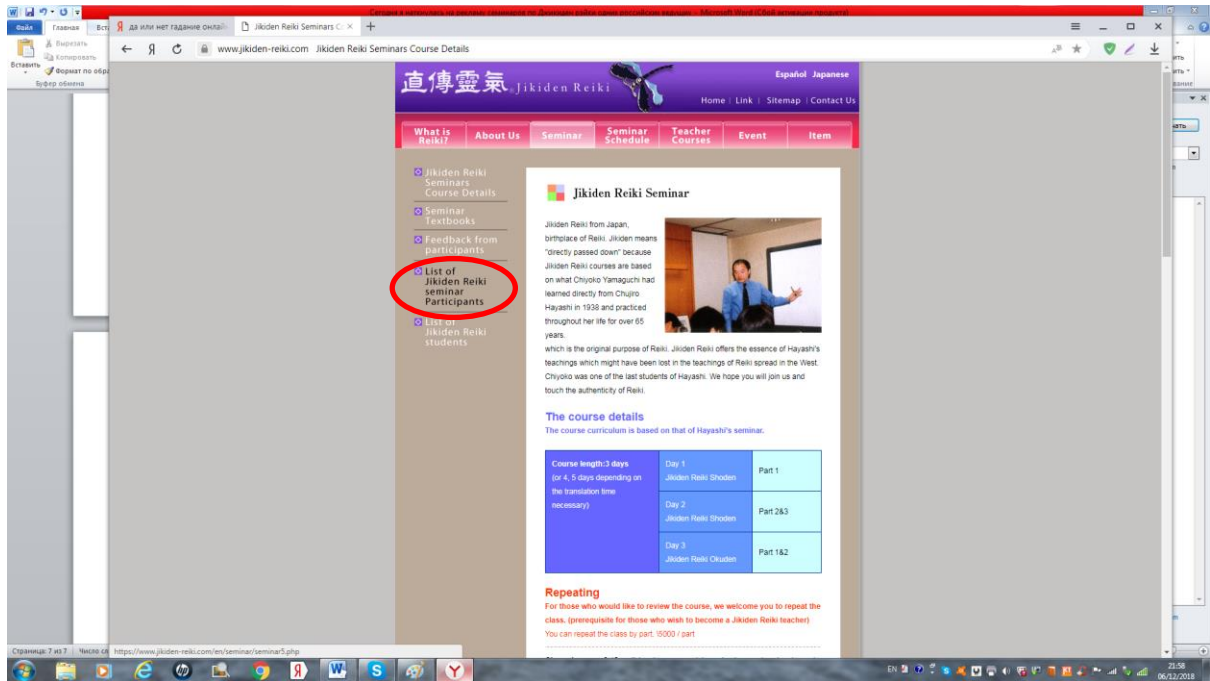 Сегодня я наткнулась на рекламу семинаров по Джикиден рэйки одних российских ведущих - Microsoft Word (Сбой активации продукта)
Файл
Главная
Вст
Вырезать
Копировать
Вставить
Формат по обра
Буфер обмена
да или нет гадание онлай
Jikiden Reiki Seminars C
www.jikiden-reiki.com Jikiden Reiki Seminars Course Details
直傳靈氣
Jikiden Reiki
Español Japanese
Home | Link | Sitemap | Contact Us
What is Reiki?
About Us
Seminar
Seminar Schedule
Teacher Courses
Event
Item
Jikiden Reiki
Seminars
Course Details
Seminar
Textbooks
Feedback from
participants
List of
Jikiden Reiki
seminar
Participants
List of
Jikiden Reiki
students
Jikiden Reiki Seminar
Jikiden Reiki from Japan,
birthplace of Reiki. Jikiden means
"directly passed down" because
Jikiden Reiki courses are based
on what Chiyoko Yamaguchi had
learned directly from Chujiro
Hayashi in 1938 and practiced
throughout her life for over 65
years.
which is the original purpose of Reiki. Jikiden Reiki offers the essence of Hayashi's
teachings which might have been lost in the teachings of Reiki spread in the West.
Chiyoko was one of the last students of Hayashi. We hope you will join us and
touch the authenticity of Reiki.
The course details
The course curriculum is based on that of Hayashi's seminar.
Course length:3 days
(or 4, 5 days depending on
the translation time
necessary)
Day 1
Jikiden Reiki Shoden
Part 1
Day 2
Jikiden Reiki Shoden
Part 2&3
Day 3
Jikiden Reiki Okuden
Part 1&2
Repeating
For those who would like to review the course, we welcome you to repeat the
class. (prerequisite for those who wish to become a Jikiden Reiki teacher)
You can repeat the class by part. \5000 / part
Страница: 7 из 7
Число сл
https://www.jikiden-reiki.com/en/seminar/seminar5.php
EN
21:58
06/12/2018